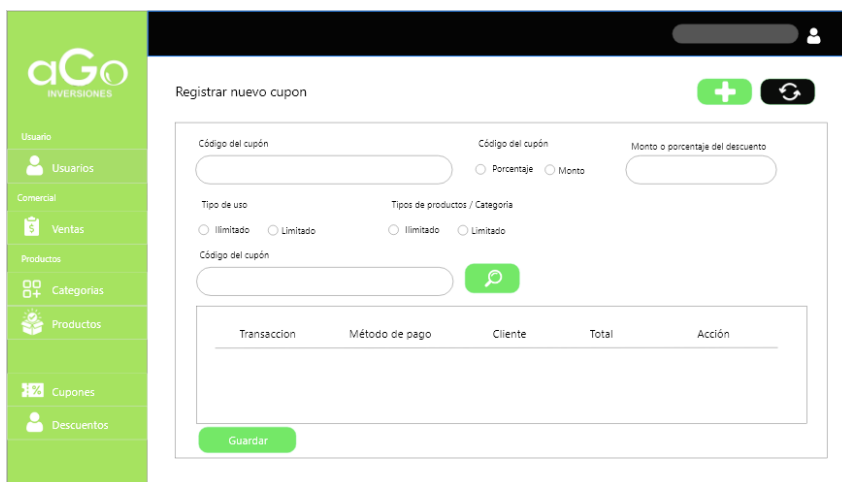 aGo
INVERSIONES
Usuario
Usuarios
Comercial
Ventas
Productos
Categorias
Productos
Cupones
Descuentos
Registrar nuevo cupon
Código del cupón
Código del cupón
Monto o porcentaje del descuento
Porcentaje
Monto
Tipo de uso
Tipos de productos / Categoria
Ilimitado
Limitado
Ilimitado
Limitado
Código del cupón
Transaccion Método de pago Cliente Total Acción
Guardar